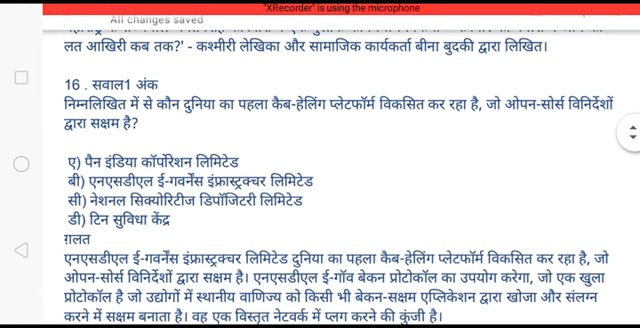 "XRecorder" is using the microphone
All changes saved
लत आखिरी कब तक?' - कश्मीरी लेखिका और सामाजिक कार्यकर्ता बीना बुदकी द्वारा लिखित।
16 . सवाल1 अंक
निम्नलिखित में से कौन दुनिया का पहला कैब-हेलिंग प्लेटफॉर्म विकसित कर रहा है, जो ओपन-सोर्स विनिर्देशों
द्वारा सक्षम है?
ए) पैन इंडिया कॉर्पोरेशन लिमिटेड
बी) एनएसडीएल ई-गवर्नेंस इंफ्रास्ट्रक्चर लिमिटेड
सी) नेशनल सिक्योरिटीज डिपॉजिटरी लिमिटेड
डी) टिन सुविधा केंद्र
ग़लत
एनएसडीएल ई-गवर्नेंस इंफ्रास्ट्रक्चर लिमिटेड दुनिया का पहला कैब-हेलिंग प्लेटफॉर्म विकसित कर रहा है, जो
ओपन-सोर्स विनिर्देशों द्वारा सक्षम है। एनएसडीएल ई-गॉव बेकन प्रोटोकॉल का उपयोग करेगा, जो एक खुला
प्रोटोकॉल है जो उद्योगों में स्थानीय वाणिज्य को किसी भी बेकन-सक्षम एप्लिकेशन द्वारा खोजा और संलग्न
करने में सक्षम बनाता है। वह एक विस्तृत नेटवर्क में प्लग करने की कुंजी है।